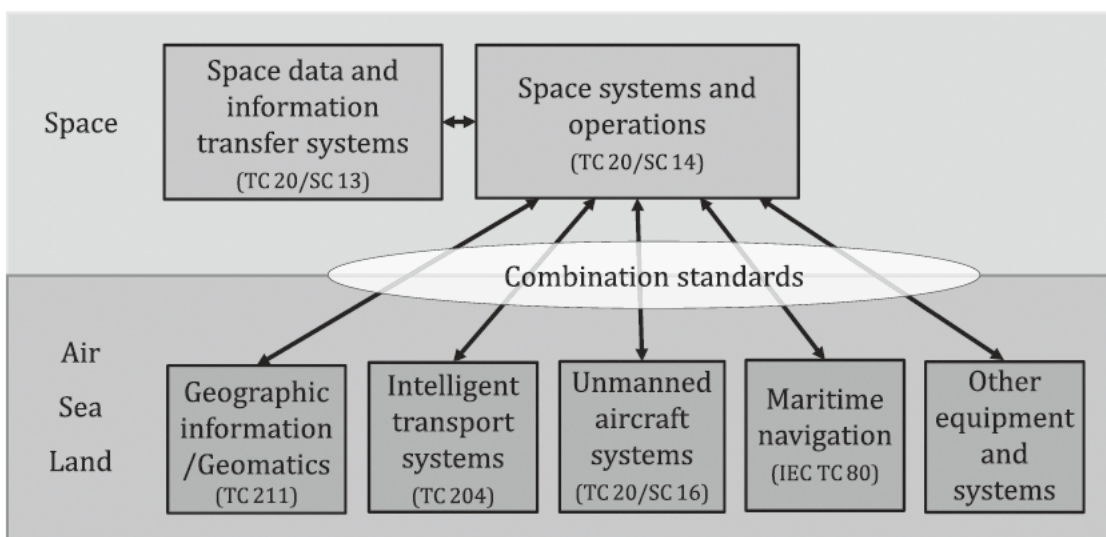 Space
Space data and
information
transfer systems
(TC 20/SC 13)
Space systems and
operations
(TC 20/SC 14)
Combination standards
Air
Sea
Land
Geographic
information
/Geomatics
(TC 211)
Intelligent
transport
systems
(TC 204)
Unmanned
aircraft
systems
(TC 20/SC 16)
Maritime
navigation
(IEC TC 80)
Other
equipment
and
systems